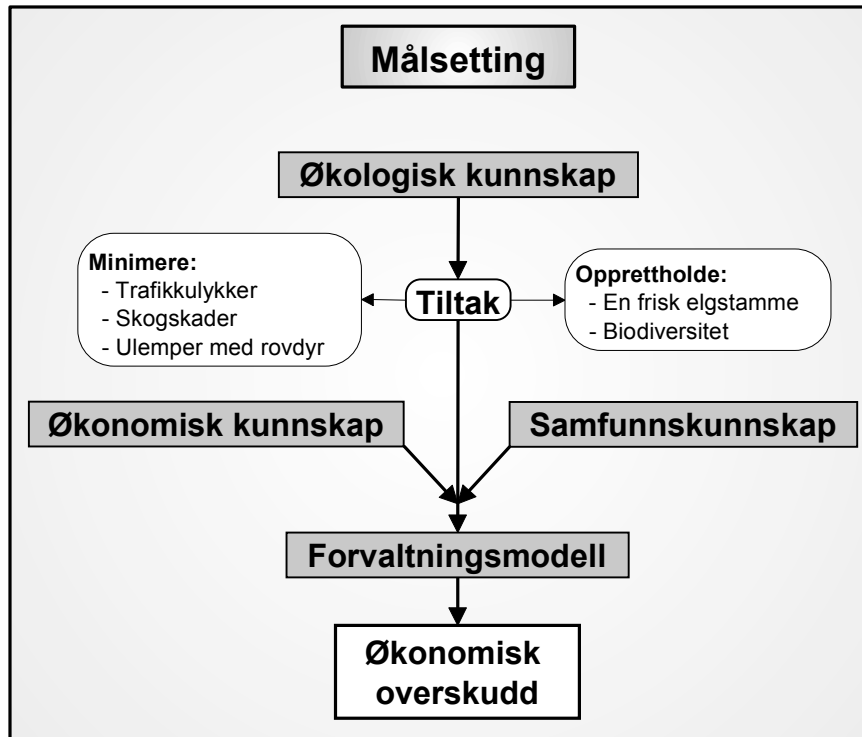 Målsetting
Økologisk kunnskap
Minimere:
- Trafikkulykker
- Skogskader
- Ulemper med rovdyr
Tiltak
Opprettholde:
- En frisk elgstamme
- Biodiversitet
Økonomisk kunnskap
Samfunnskunnskap
Forvaltningsmodell
Økonomisk
overskudd